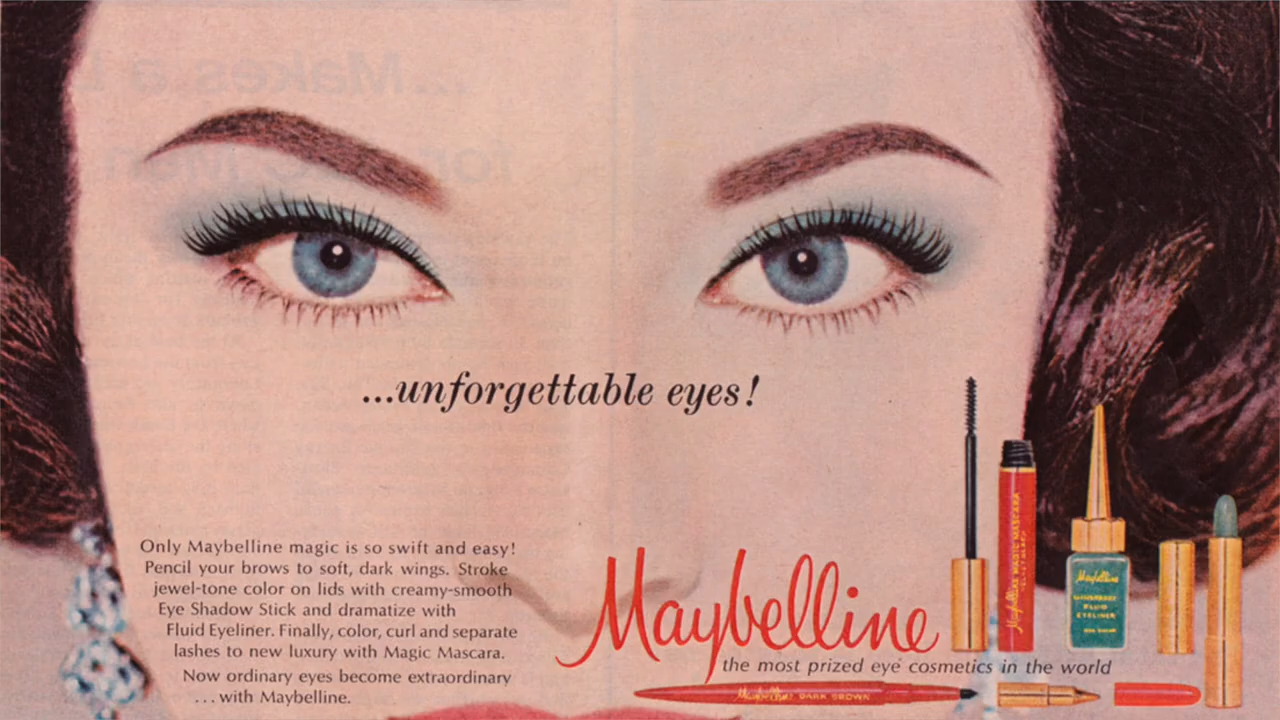 ...unforgettable eyes!
Only Maybelline magic is so swift and easy!
Pencil your brows to soft, dark wings. Stroke
jewel-tone color on lids with creamy-smooth
Eye Shadow Stick and dramatize with
Fluid Eyeliner. Finally, color, curl and separate
lashes to new luxury with Magic Mascara.
Now ordinary eyes become extraordinary
...with Maybelline.
Maybelline
the most prized eye cosmetics in the world
Maybelline MAGIC MASCARA
Maybelline
FLUID
EYELINER
Maybelline DARK BROWN